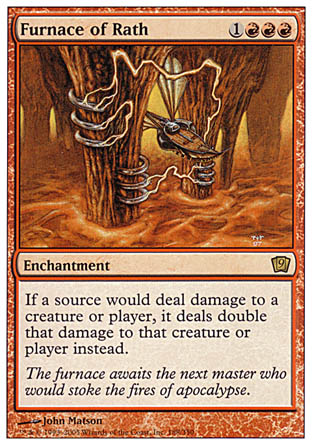 Furnace of Rath 1
Enchantment 9
If a source would deal damage to a
creature or player, it deals double
that damage to that creature or
player instead.
The furnace awaits the next master who
would stoke the fires of apocalypse.
John Matson